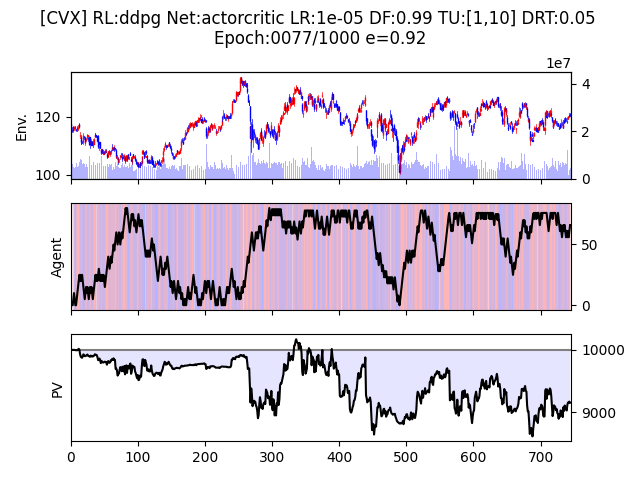 [CVX] RL:ddpg Net:actorcritic LR:1e-05 DF:0.99 TU:[1,10] DRT:0.05
Epoch:0077/1000 e=0.92
1e7
Env.
120
100
4
2
0
Agent
50
0
PV
10000
9000
0 100 200 300 400 500 600 700